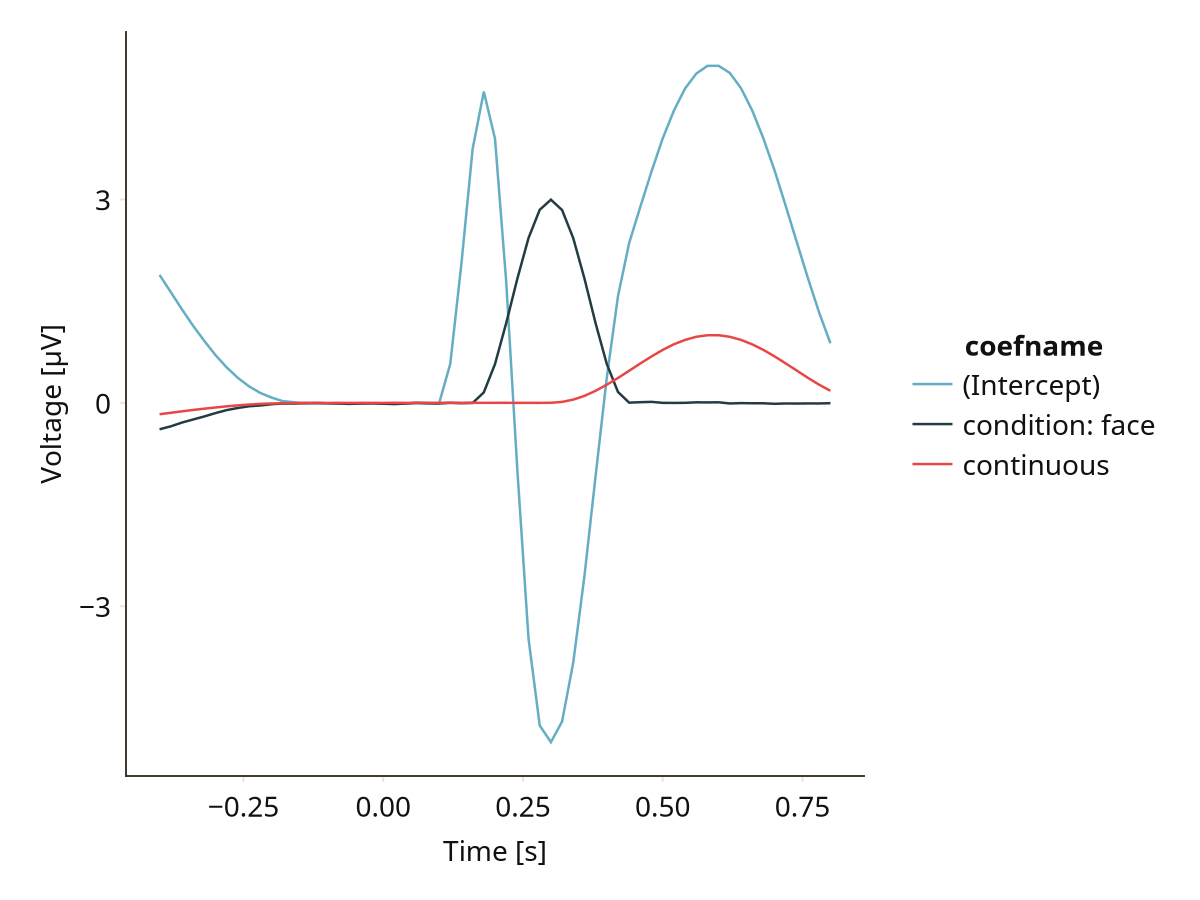 Voltage [µV]
3
0
−3
−0.25
0.00
0.25
0.50
0.75
Time [s]
coefname
(Intercept)
condition: face
continuous